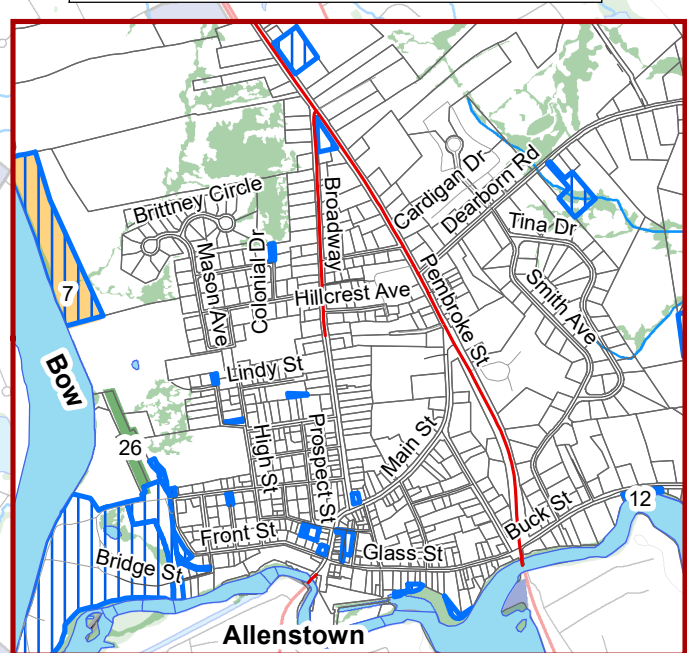 Brittney Circle
Broadway
Cardigan Dr
Dearborn Rd
Tina Dr
Mason Ave
Colonial Dr
Pembroke St
Smith Ave
7
Hillcrest Ave
Bow
Lindy St
26
High St
Prospect St
Main St
12
Buck St
Front St
Glass St
Bridge St
Allenstown